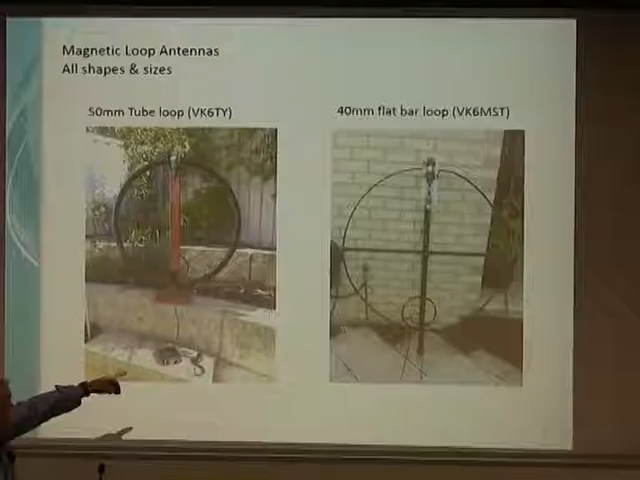 Magnetic Loop Antennas
All shapes & sizes
50mm Tube loop (VK6TY)
40mm flat bar loop (VK6MST)